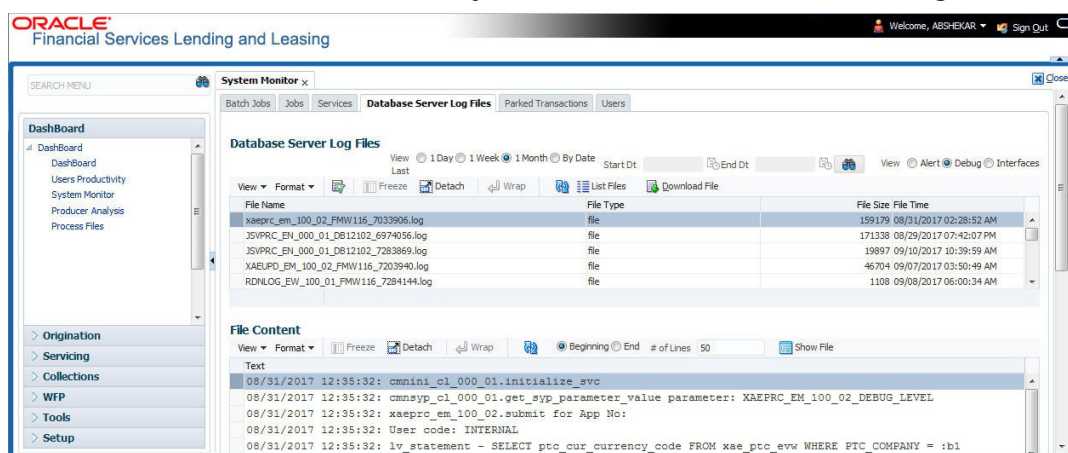 ORACLE
Financial Services Lending and Leasing
Welcome, ABSHEKAR Sign Out
SEARCH MENU
System Monitor x
Close
Batch Jobs Jobs Services Database Server Log Files Parked Transactions Users
DashBoard
DashBoard
DashBoard
Users Productivity
System Monitor
Producer Analysis
Process Files
Origination
Servicing
Collections
WFP
Tools
Setup
Database Server Log Files
View Last 1 Day 1 Week 1 Month By Date Start Dt End Dt View Alert Debug Interfaces
View Format Freeze Detach Wrap List Files Download File
File Name File Type File Size File Time
xaeprc_em_100_02_FMW116_7033906.log file 159179 08/31/2017 02:28:52 AM
JSVPRC_EN_000_01_DB12102_6974056.log file 171338 08/29/2017 07:42:07 PM
JSVPRC_EN_000_01_DB12102_7283869.log file 19897 09/10/2017 10:39:59 AM
XAEUPD_EM_100_02_FMW116_7203940.log file 46704 09/07/2017 03:50:49 AM
RDNLOG_EW_100_01_FMW116_7284144.log file 1108 09/08/2017 06:00:34 AM
File Content
View Format Freeze Detach Wrap Beginning End # of Lines 50 Show File
Text
08/31/2017 12:35:32: cmnini_cl_000_01.initialize_svc
08/31/2017 12:35:32: cmnsyp_cl_000_01.get_syp_parameter_value parameter: XAEPRC_EM_100_02_DEBUG_LEVEL
08/31/2017 12:35:32: xaeprc_em_100_02.submit for App No:
08/31/2017 12:35:32: User code: INTERNAL
08/31/2017 12:35:32: lv_statement - SELECT ptc_cur_currency_code FROM xae_ptc_evw WHERE PTC_COMPANY = :b1